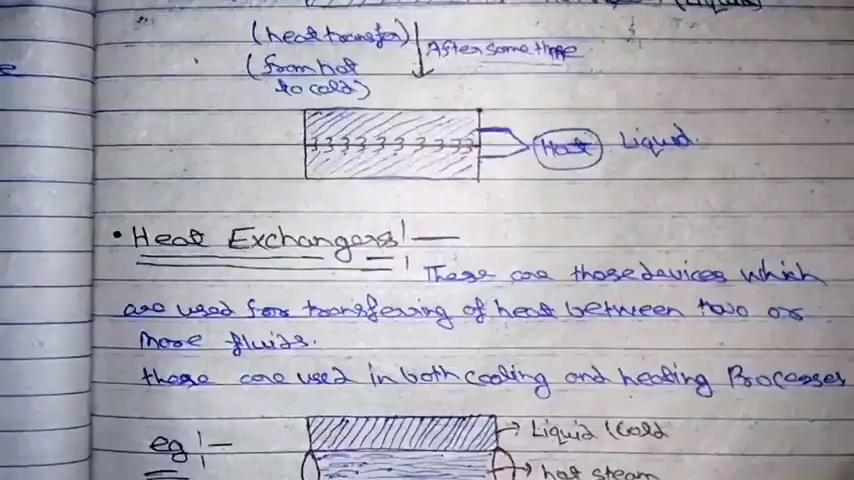 (heat transfer) After some time
(from hot
to cold)
Hot Liquid.
• Heat Exchangers:—
These are those devices which
are used for transferring of heat between two or
more fluids.
these are used in both cooling and heating Processes
eg:— Liquid (Cold
hot steam